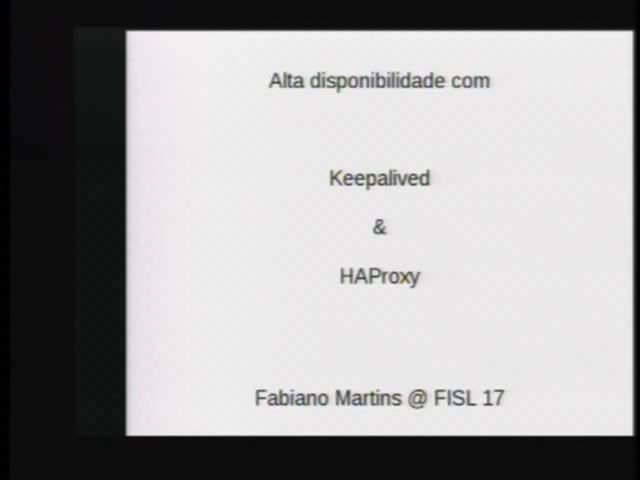 Alta disponibilidade com
Keepalived
&
HAProxy
Fabiano Martins @ FISL 17